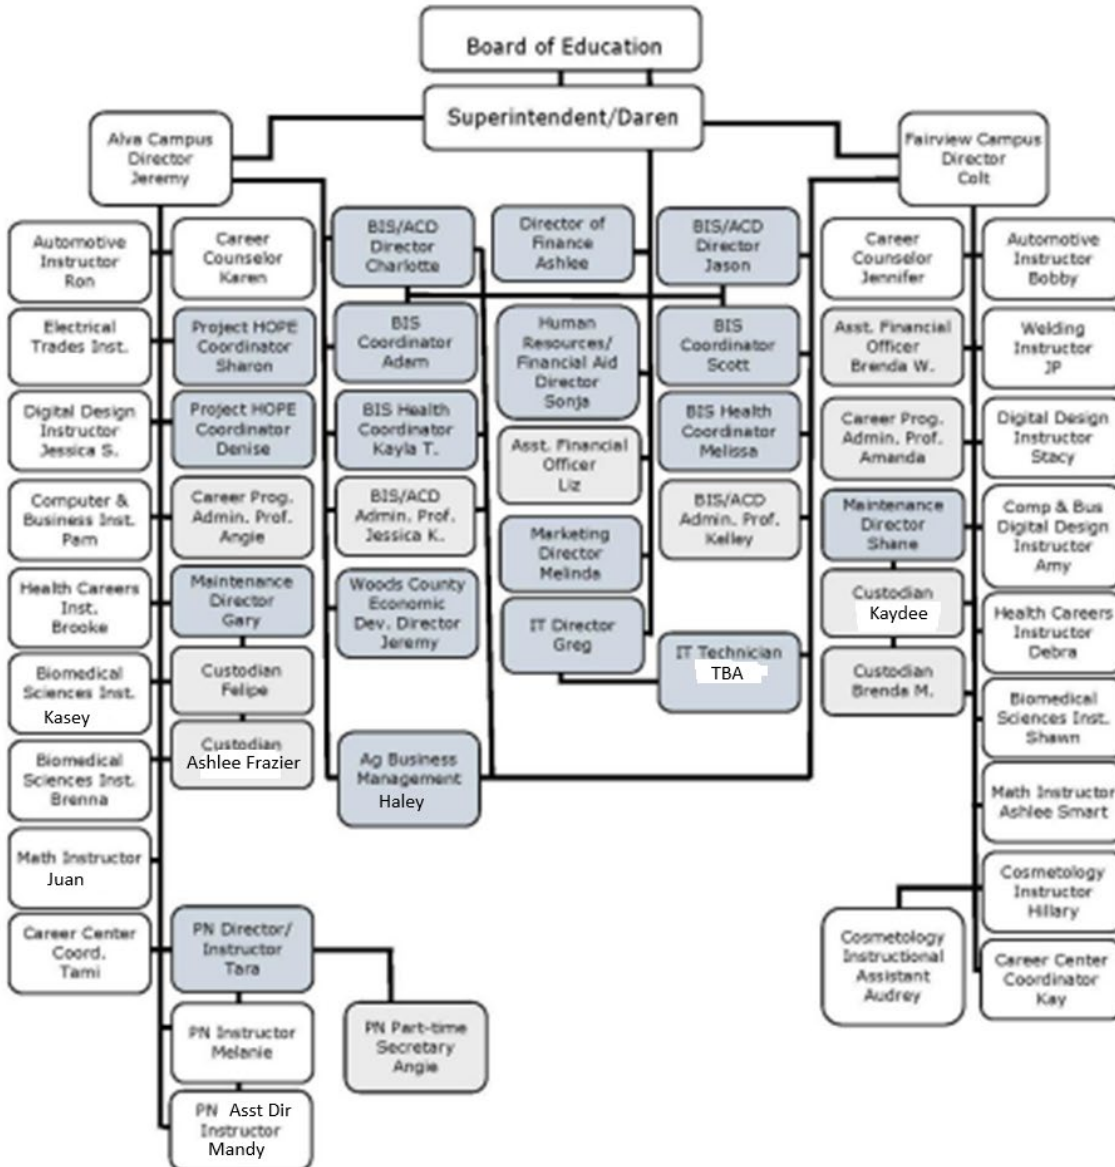 Board of Education
Superintendent/Daren
Alva Campus
Director
Jeremy
Fairview Campus
Director
Colt
Automotive
Instructor
Ron
Electrical
Trades Inst.
Digital Design
Instructor
Jessica S.
Computer &
Business Inst.
Pam
Health Careers
Inst.
Brooke
Biomedical
Sciences Inst.
Kasey
Biomedical
Sciences Inst.
Brenna
Math Instructor
Juan
Career Center
Coord.
Tami
Career
Counselor
Karen
Project HOPE
Coordinator
Sharon
Project HOPE
Coordinator
Denise
Career Prog.
Admin. Prof.
Angie
Maintenance
Director
Gary
Custodian
Felipe
Custodian
Ashlee Frazier
PN Director/
Instructor
Tara
PN Instructor
Melanie
PN Asst Dir
Instructor
Mandy
PN Part-time
Secretary
Angie
BIS/ACD
Director
Charlotte
BIS
Coordinator
Adam
BIS Health
Coordinator
Kayla T.
BIS/ACD
Admin. Prof.
Jessica K.
Woods County
Economic
Dev. Director
Jeremy
Ag Business
Management
Haley
Director of
Finance
Ashlee
Human
Resources/
Financial Aid
Director
Sonja
Asst. Financial
Officer
Liz
Marketing
Director
Melinda
IT Director
Greg
BIS/ACD
Director
Jason
BIS
Coordinator
Scott
BIS Health
Coordinator
Melissa
BIS/ACD
Admin. Prof.
Kelley
IT Technician
TBA
Career
Counselor
Jennifer
Asst. Financial
Officer
Brenda W.
Career Prog.
Admin. Prof.
Amanda
Maintenance
Director
Shane
Custodian
Kaydee
Custodian
Brenda M.
Cosmetology
Instructional
Assistant
Audrey
Automotive
Instructor
Bobby
Welding
Instructor
JP
Digital Design
Instructor
Stacy
Comp & Bus
Digital Design
Instructor
Amy
Health Careers
Instructor
Debra
Biomedical
Sciences Inst.
Shawn
Math Instructor
Ashlee Smart
Cosmetology
Instructor
Hillary
Career Center
Coordinator
Kay